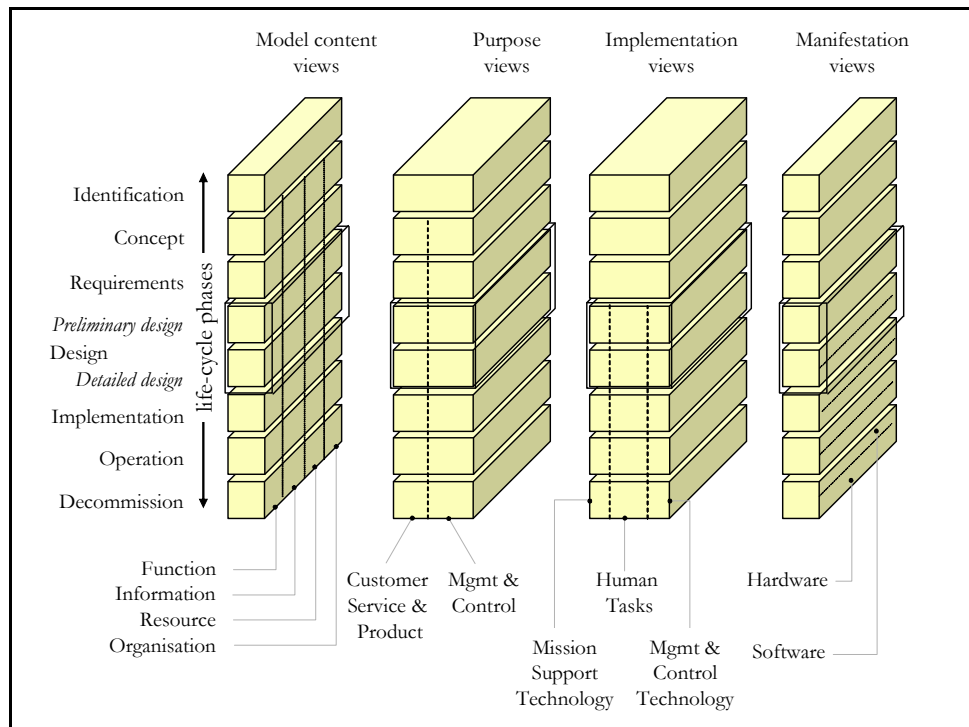 Model content
views
Purpose
views
Implementation
views
Manifestation
views
life-cycle phases
Identification
Concept
Requirements
Preliminary design
Design
Detailed design
Implementation
Operation
Decommission
Function
Information
Resource
Organisation
Customer
Service &
Product
Mgmt &
Control
Mission
Support
Technology
Human
Tasks
Mgmt &
Control
Technology
Hardware
Software